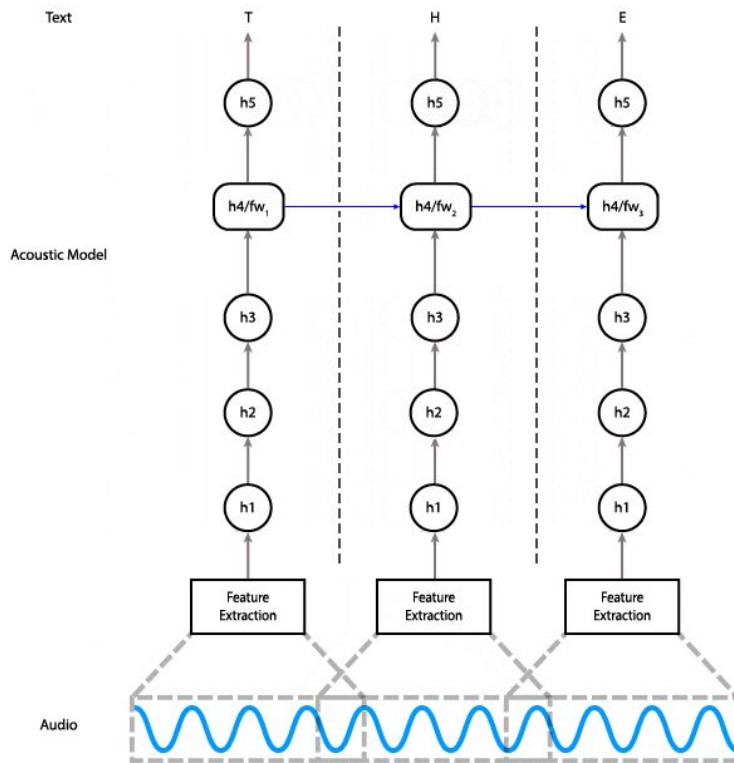 Text T H E
h5 h5 h5
h4/fw₁ h4/fw₂ h4/fw₃
Acoustic Model
h3 h3 h3
h2 h2 h2
h1 h1 h1
Feature Feature Feature
Extraction Extraction Extraction
Audio